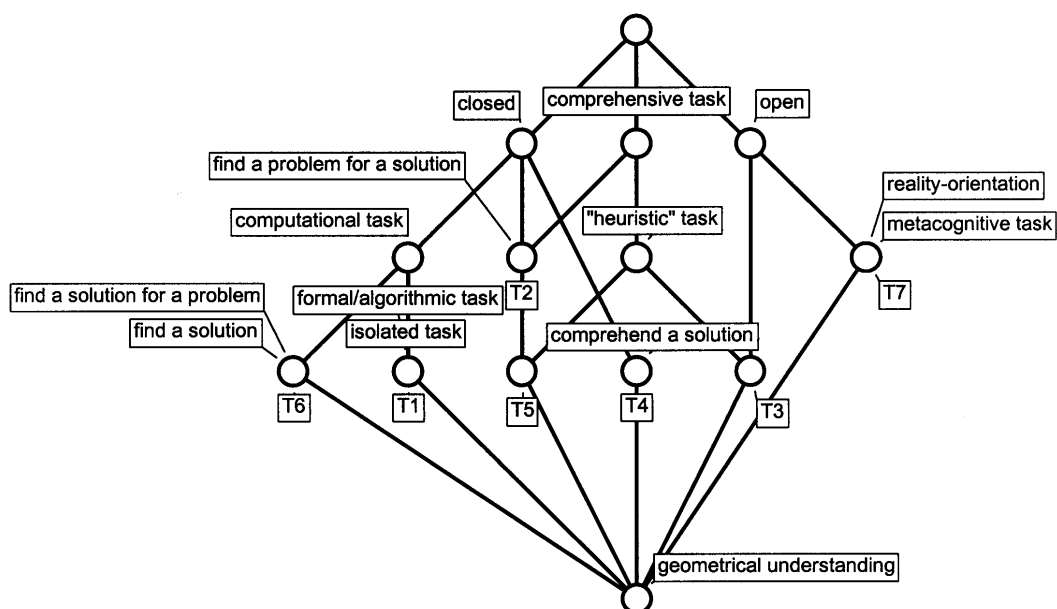 closed
comprehensive task
open
find a problem for a solution
reality-orientation
computational task
"heuristic" task
metacognitive task
find a solution for a problem
formal/algorithmic task
T2
T7
find a solution
isolated task
comprehend a solution
T6
T1
T5
T4
T3
geometrical understanding